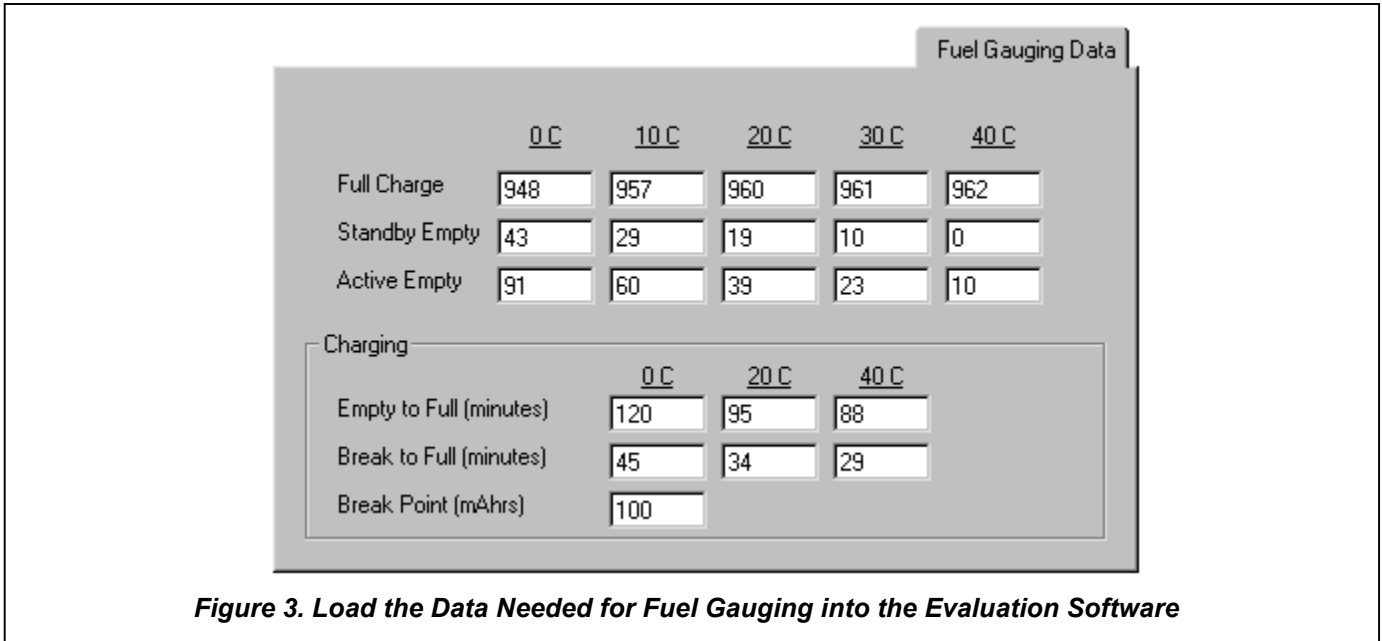 Fuel Gauging Data
0 C 10 C 20 C 30 C 40 C
Full Charge 948 957 960 961 962
Standby Empty 43 29 19 10 0
Active Empty 91 60 39 23 10
Charging
0 C 20 C 40 C
Empty to Full (minutes) 120 95 88
Break to Full (minutes) 45 34 29
Break Point (mAhrs) 100
Figure 3. Load the Data Needed for Fuel Gauging into the Evaluation Software